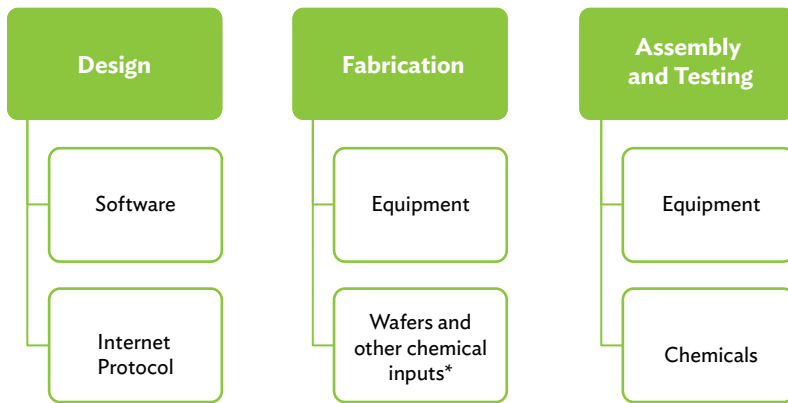 Design
Software
Internet
Protocol
Fabrication
Equipment
Wafers and
other chemical
inputs*
Assembly
and Testing
Equipment
Chemicals